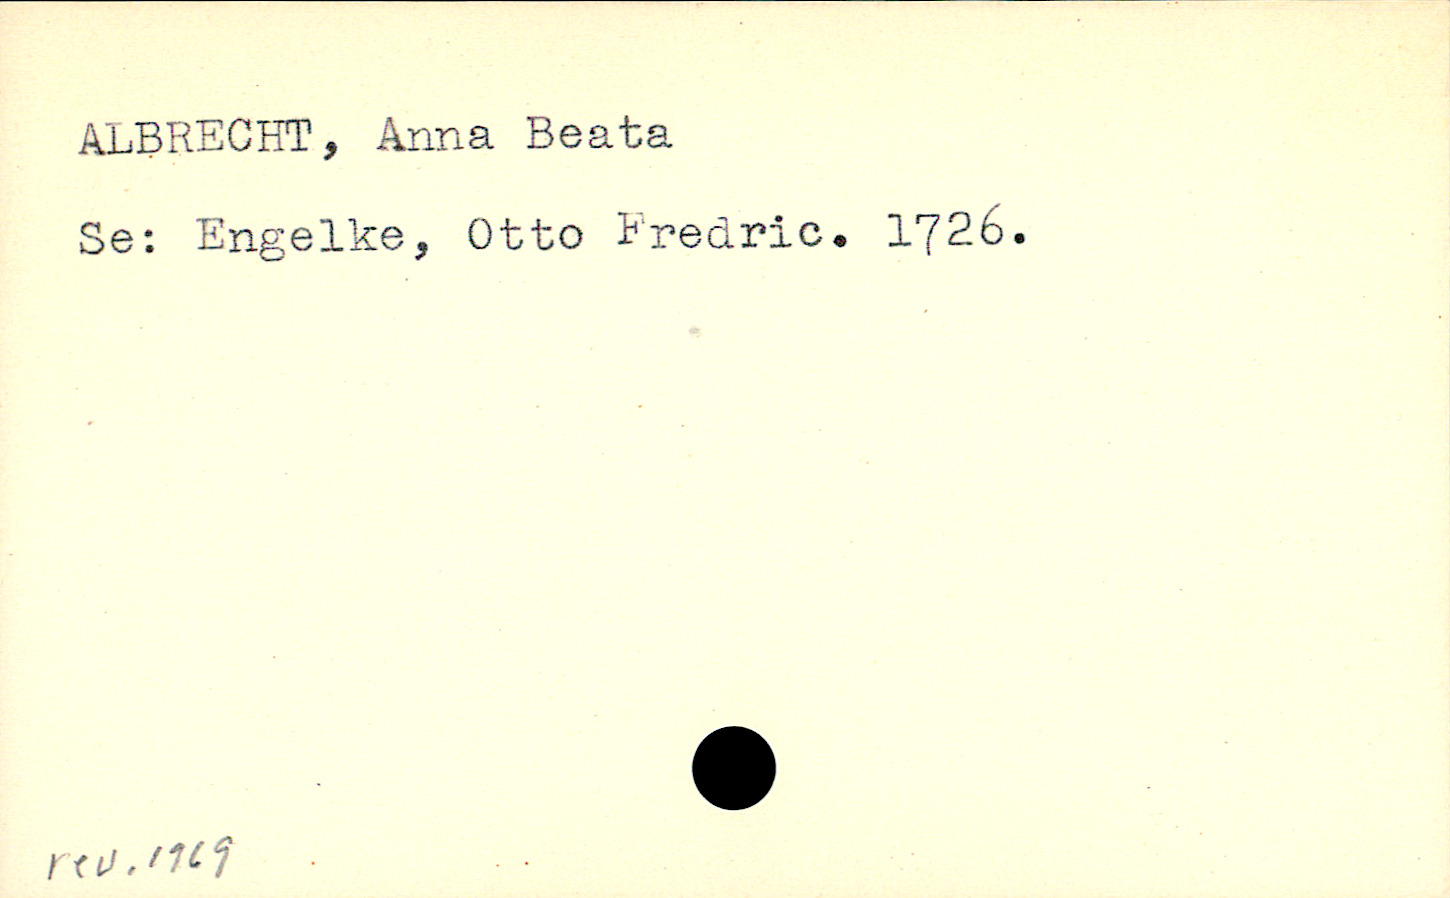 ALBRECHT, Anna Beata
Se: Engelke, Otto Fredric. 1726.
rev. 1969